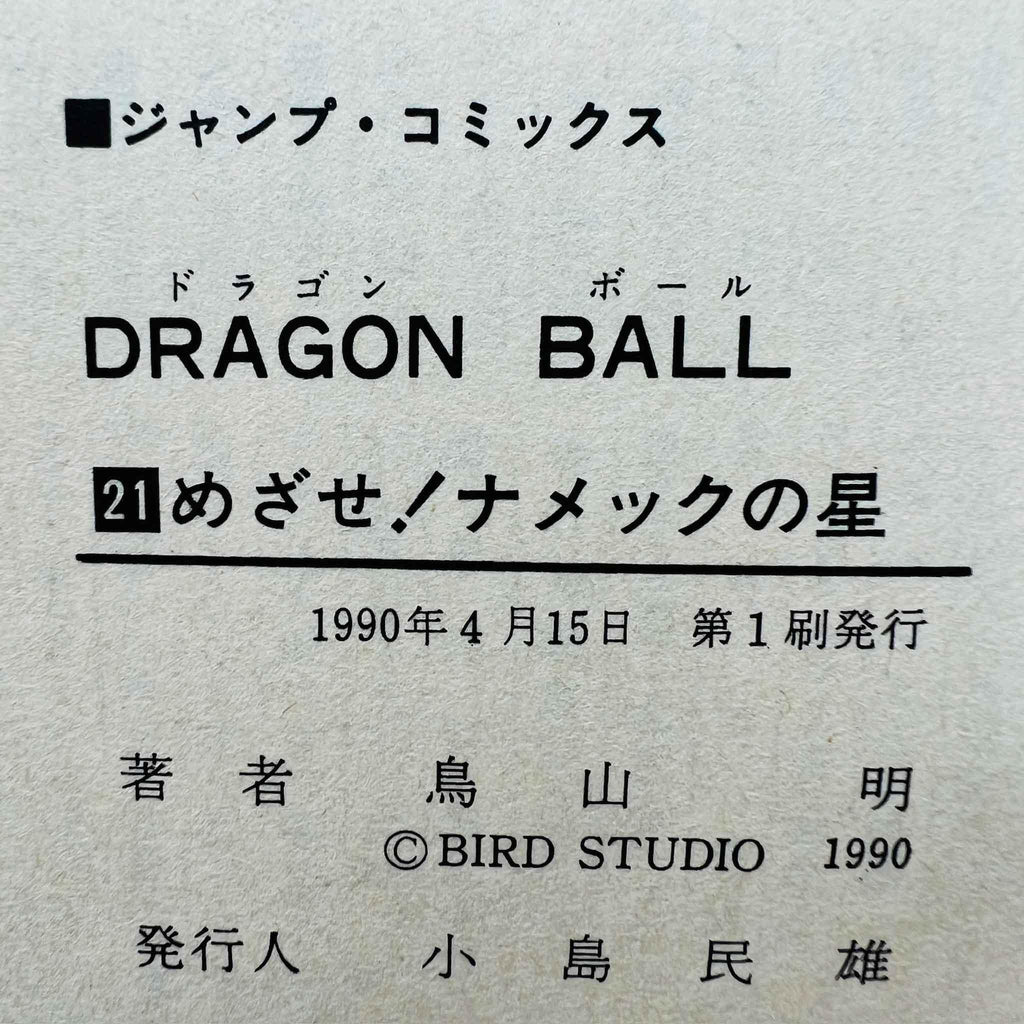 ■ジャンプ・コミックス
ドラゴン ボール
DRAGON BALL
21 めざせ!ナメックの星
1990年4月15日 第1刷発行
著者 鳥山明
©BIRD STUDIO 1990
発行人 小島民雄